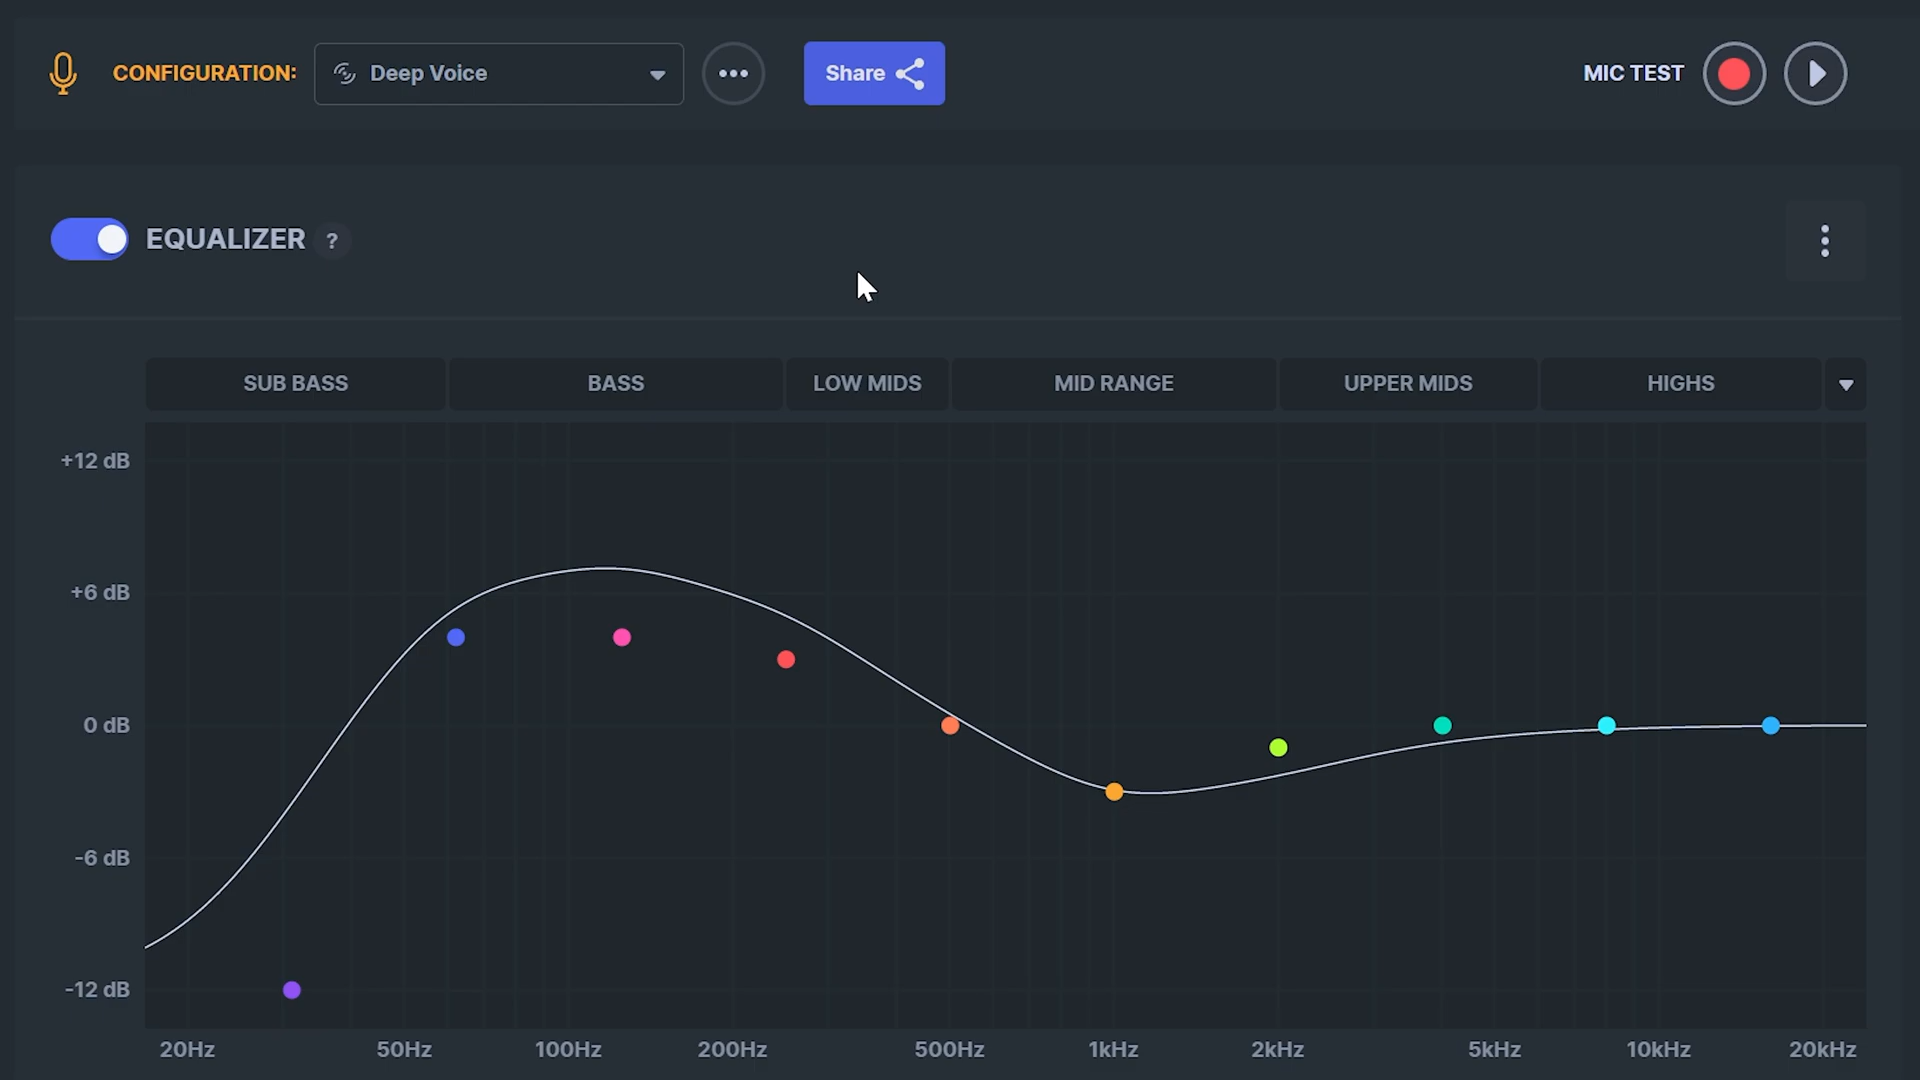 CONFIGURATION: Deep Voice Share MIC TEST
EQUALIZER ?
SUB BASS BASS LOW MIDS MID RANGE UPPER MIDS HIGHS
+12 dB
+6 dB
0 dB
-6 dB
-12 dB
20Hz 50Hz 100Hz 200Hz 500Hz 1kHz 2kHz 5kHz 10kHz 20kHz